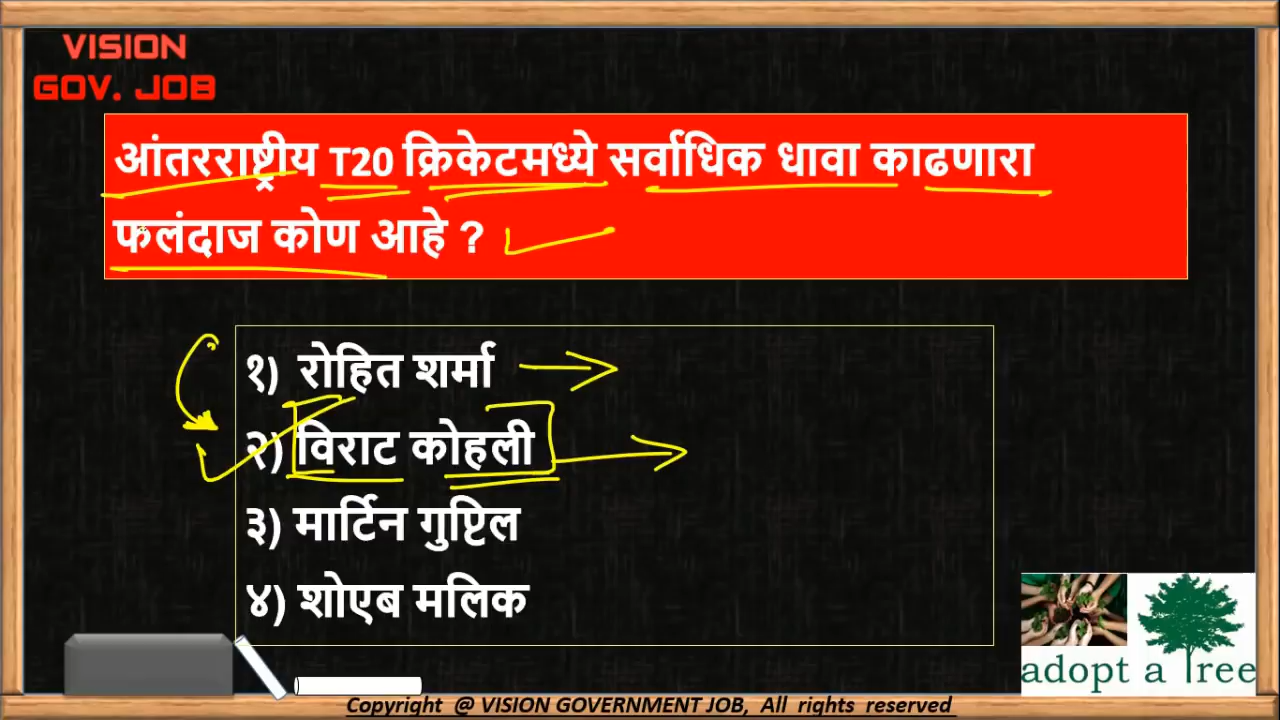 VISION
GOV. JOB
आंतरराष्ट्रीय T20 क्रिकेटमध्ये सर्वाधिक धावा काढणारा
फलंदाज कोण आहे ?
१) रोहित शर्मा
२) विराट कोहली
३) मार्टिन गुप्टिल
४) शोएब मलिक
adopt a Tree
Copyright @ VISION GOVERNMENT JOB, All rights reserved